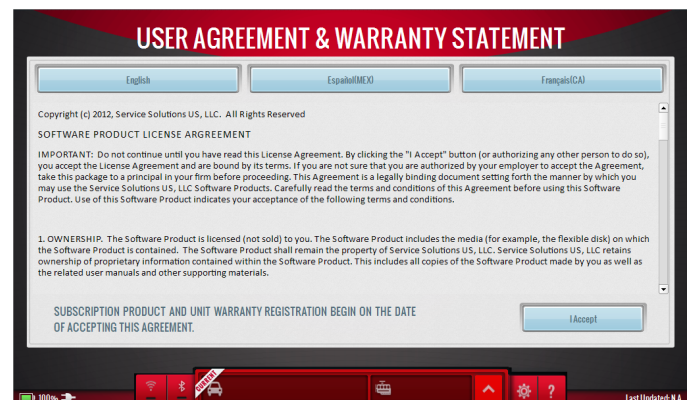 USER AGREEMENT & WARRANTY STATEMENT
English
Español(MEX)
Français(CA)
Copyright (c) 2012, Service Solutions US, LLC. All Rights Reserved
SOFTWARE PRODUCT LICENSE ARGREEMENT
IMPORTANT: Do not continue until you have read this License Agreement. By clicking the "I Accept" button (or authorizing any other person to do so),
you accept the License Agreement and are bound by its terms. If you are not sure that you are authorized by your employer to accept the Agreement,
take this package to a principal in your firm before proceeding. This Agreement is a legally binding document setting forth the manner by which you
may use the Service Solutions US, LLC Software Products. Carefully read the terms and conditions of this Agreement before using this Software
Product. Use of this Software Product indicates your acceptance of the following terms and conditions.
1. OWNERSHIP. The Software Product is licensed (not sold) to you. The Software Product includes the media (for example, the flexible disk) on which
the Software Product is contained. The Software Product shall remain the property of Service Solutions US, LLC. Service Solutions US, LLC retains
ownership of proprietary information contained within the Software Product. This includes all copies of the Software Product made by you as well as
the related user manuals and other supporting materials.
SUBSCRIPTION PRODUCT AND UNIT WARRANTY REGISTRATION BEGIN ON THE DATE
OF ACCEPTING THIS AGREEMENT.
I Accept
CURRENT
?
100%
Last Updated: N.A